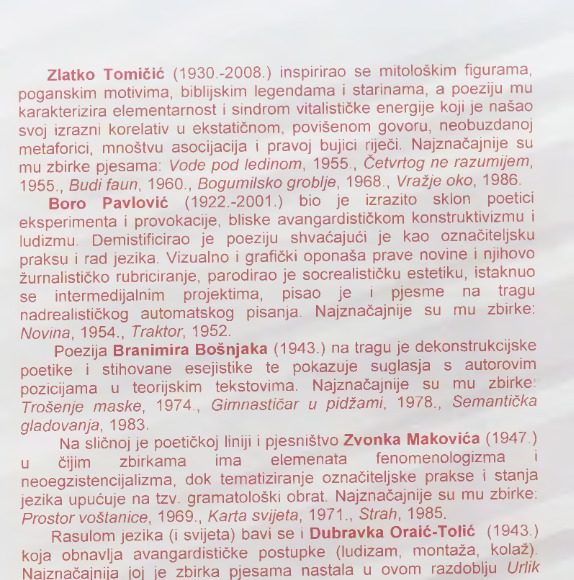 Zlatko Tomičić (1930.-2008.) inspirirao se mitološkim figurama,
poganskim motivima, biblijskim legendama i starinama, a poeziju mu
karakterizira elementarnost i sindrom vitalističke energije koji je našao
svoj izrazni korelativ u ekstatičnom, povišenom govoru, neobuzdanoj
metaforici, mnoštvu asocijacija i pravoj bujici riječi. Najznačajnije su
mu zbirke pjesama: Vode pod ledinom, 1955., Četvrtog ne razumijem,
1955., Budi faun, 1960., Bogumilsko groblje, 1968., Vražje oko, 1986.
Boro Pavlović (1922.-2001.) bio je izrazito sklon poetici
eksperimenta i provokacije, bliske avangardističkom konstruktivizmu i
ludizmu. Demistificirao je poeziju shvaćajući je kao označiteljsku
praksu i rad jezika. Vizualno i grafički oponaša prave novine i njihovo
žurnalističko rubriciranje, parodirao je socrealističku estetiku, istaknuo
se intermedijalnim projektima, pisao je i pjesme na tragu
nadrealističkog automatskog pisanja. Najznačajnije su mu zbirke:
Novina, 1954., Traktor, 1952.
Poezija Branimira Bošnjaka (1943.) na tragu je dekonstrukcijske
poetike i stihovane esejistike te pokazuje suglasja s autorovim
pozicijama u teorijskim tekstovima. Najznačajnije su mu zbirke:
Trošenje maske, 1974., Gimnastičar u pidžami, 1978., Semantička
gladovanja, 1983.
Na sličnoj je poetičkoj liniji i pjesništvo Zvonka Makovića (1947.)
u čijim zbirkama ima elemenata fenomenologizma i
neoegzistencijalizma, dok tematiziranje označiteljske prakse i stanja
jezika upućuje na tzv. gramatološki obrat. Najznačajnije su mu zbirke:
Prostor voštanice, 1969., Karta svijeta, 1971., Strah, 1985.
Rasulom jezika (i svijeta) bavi se i Dubravka Oraić-Tolić (1943.)
koja obnavlja avangardističke postupke (ludizam, montaža, kolaž).
Najznačajnija joj je zbirka pjesama nastala u ovom razdoblju Urlik